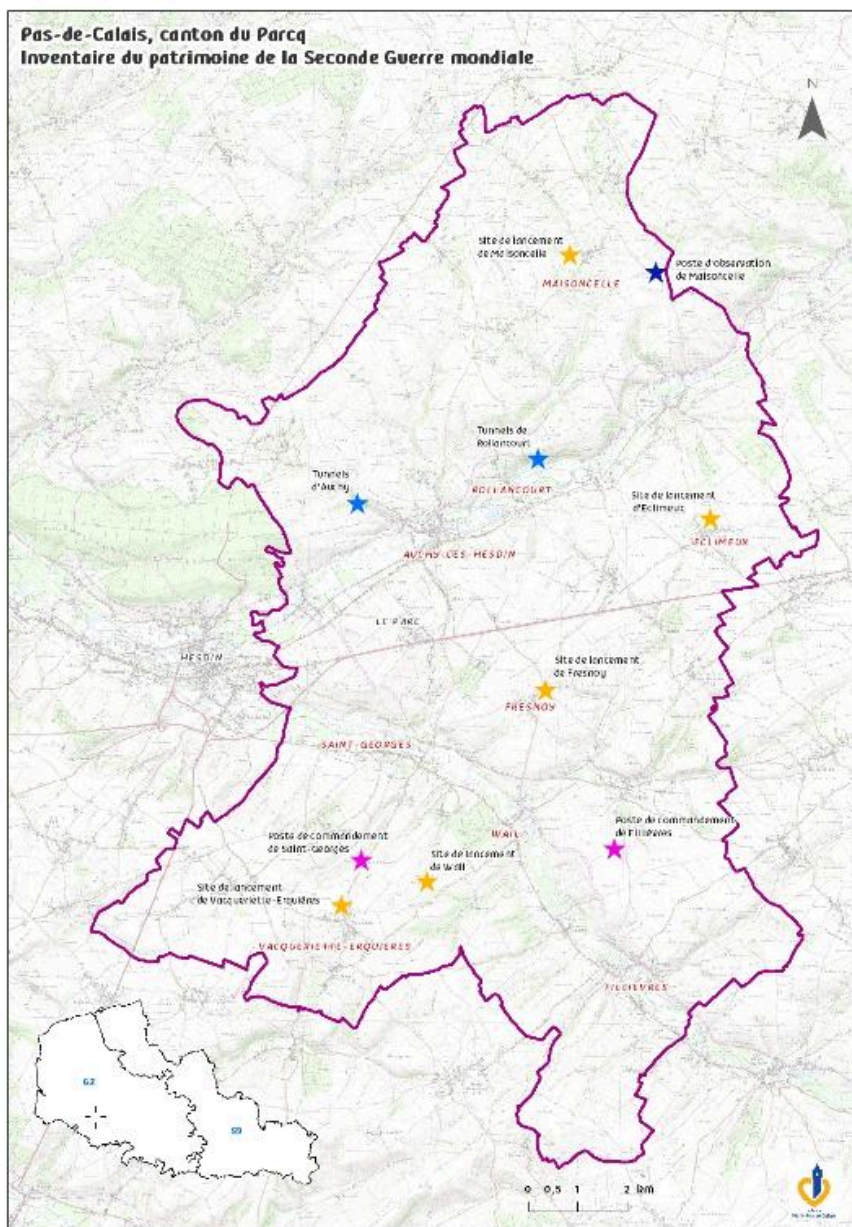 Pas-de-Calais, canton du Parcq
Inventaire du patrimoine de la Seconde Guerre mondiale
N
Site de lancement
de Maisoncelle
Poste d'observation
de Maisoncelle
MAISONCELLE
Tunnels de
Rollancourt
Tunnels
d'Auchy
ROLLANCOURT
Site de lancement
d'Eclimeux
ECLIMEUX
AUCHY-LES-HESDIN
LE PARC
HESDIN
Site de lancement
de Fresnoy
FRESNOY
SAINT-GEORGES
Poste de commandement
de Saint-Georges
WAIL
Poste de commandement
de Fillièvres
Site de lancement
de Wail
Site de lancement
de Vacqueriette-Erquières
VACQUERIETTE-ERQUIERES
FILLIEVRES
62
59
0 0,5 1 2 km